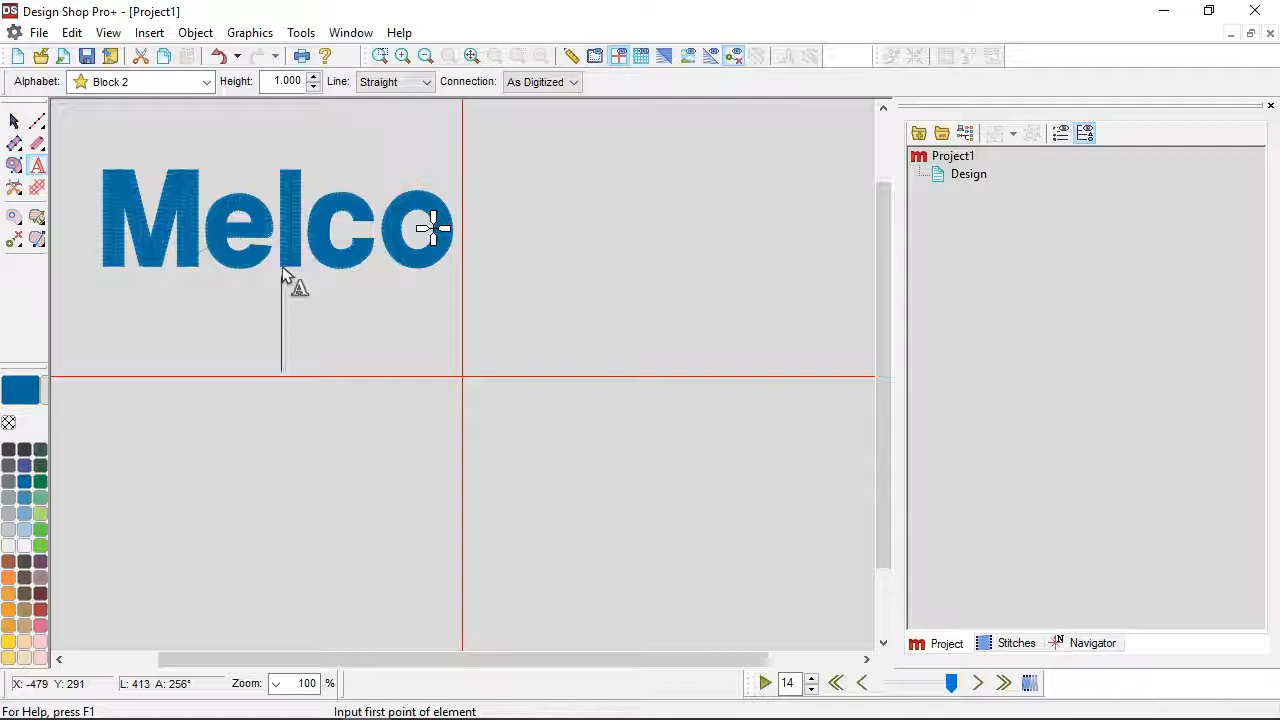 DS Design Shop Pro+ - [Project1]
File Edit View Insert Object Graphics Tools Window Help
Alphabet: Block 2 Height: 1.000 Line: Straight Connection: As Digitized
A
m Project1
Design
Melco
A
m Project Stitches N Navigator
X: -479 Y: 291 L: 413 A: 256° Zoom: 100 % 14
For Help, press F1 Input first point of element